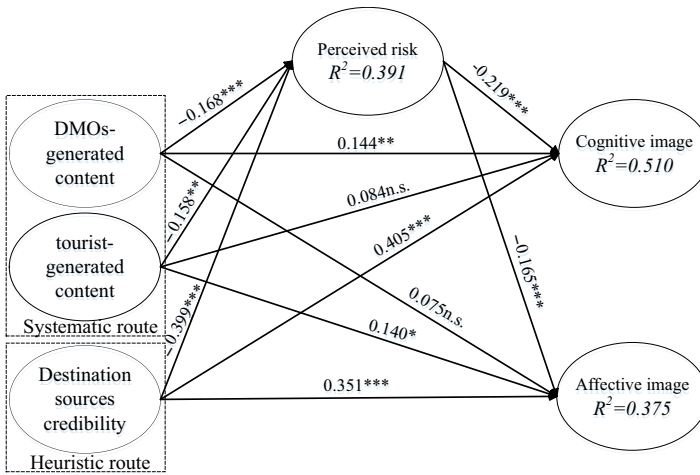 Perceived risk
R²=0.391
−0.168***
-0.219***
DMOs-
generated
content
0.144**
Cognitive image
R²=0.510
−0.158**
0.084n.s.
tourist-
generated
content
0.405***
−0.165***
Systematic route
−0.399***
0.075n.s.
0.140*
Destination
sources
credibility
0.351***
Affective image
R²=0.375
Heuristic route